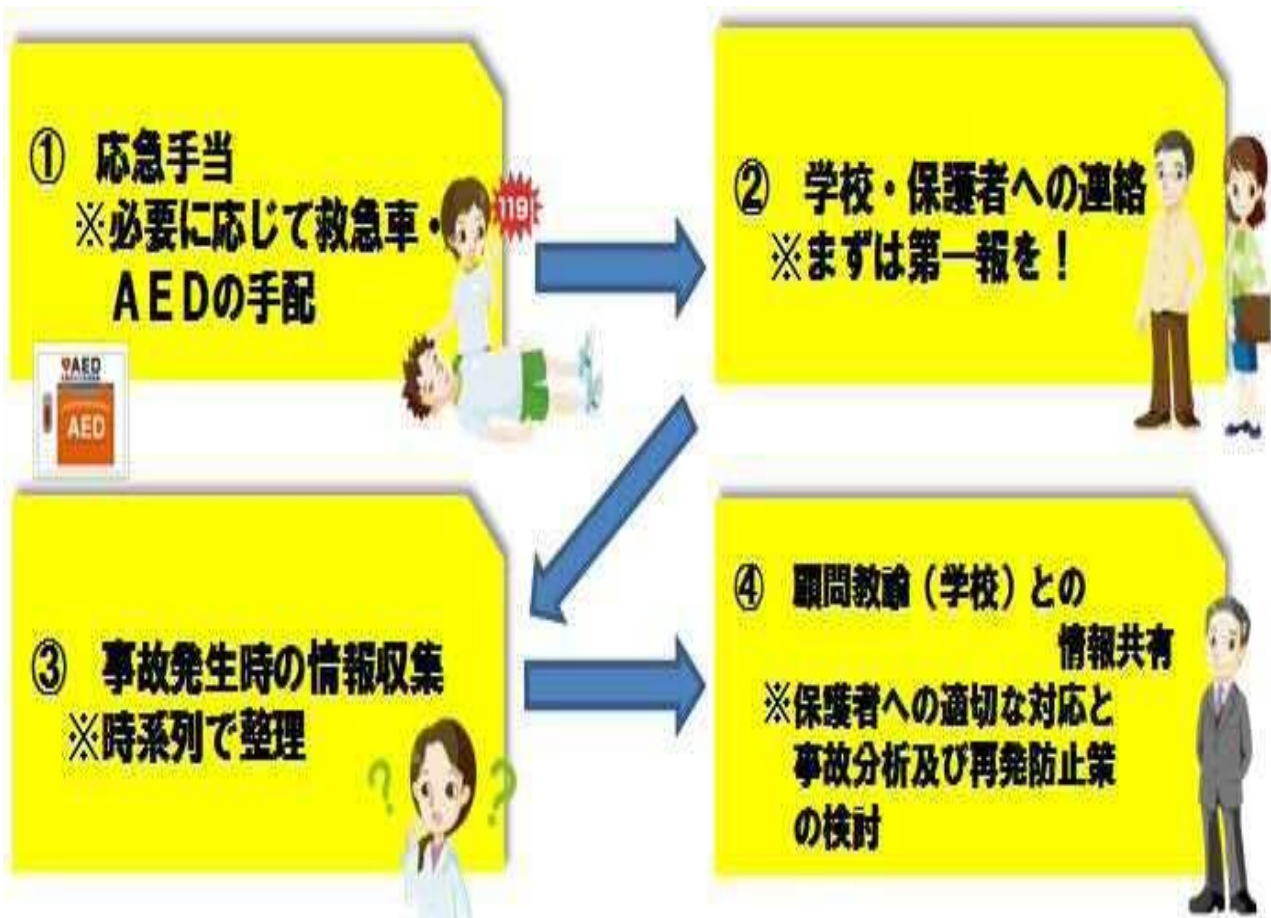 ① 応急手当
※必要に応じて救急車・
AEDの手配
119!
AED
AED
② 学校・保護者への連絡
※まずは第一報を！
③ 事故発生時の情報収集
※時系列で整理
? ?
④ 顧問教諭（学校）との
情報共有
※保護者への適切な対応と
事故分析及び再発防止策
の検討